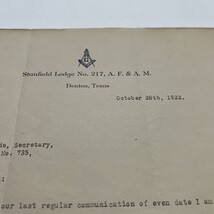 G
Stanfield Lodge No. 217, A. F. & A. M.
Denton, Texas
October 28th, 1922.
Secretary,
No. 735,
:
our last regular communication of even date I am